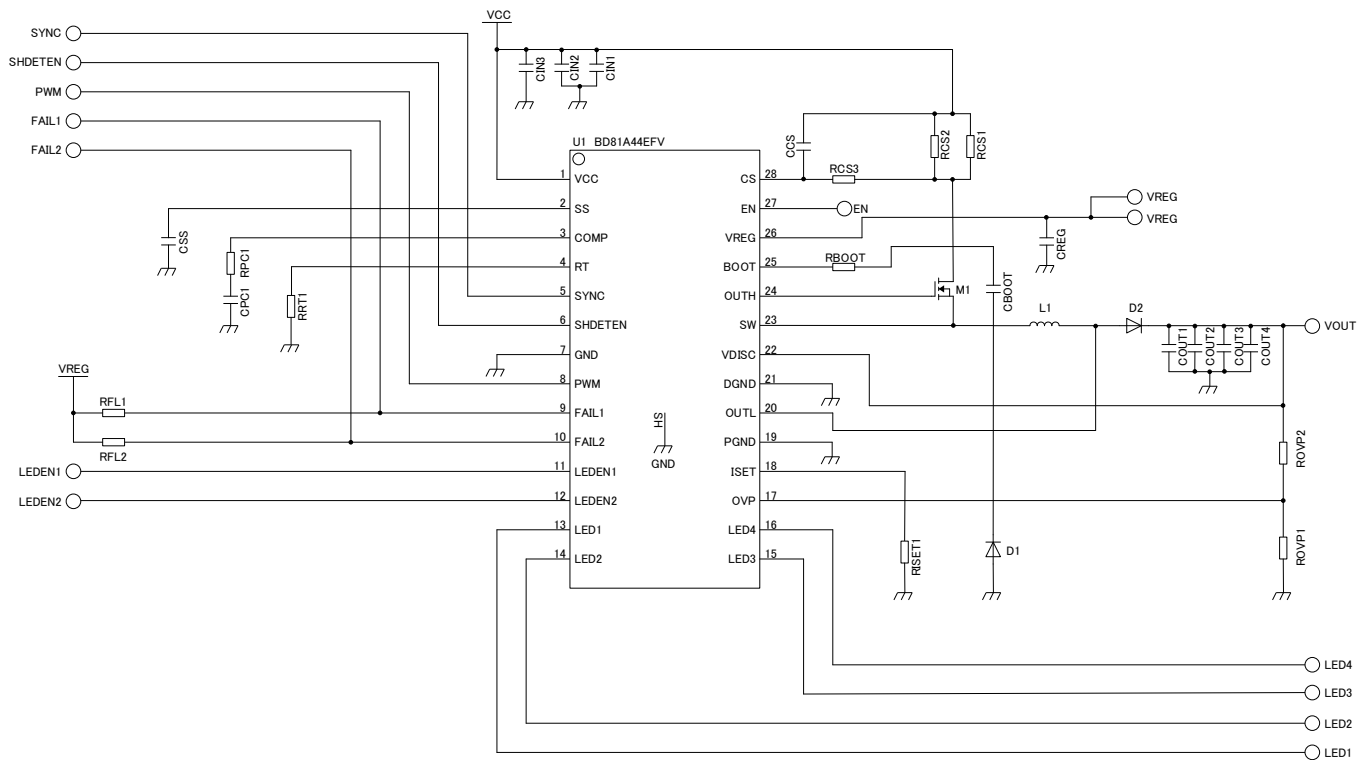 VCC
SYNC
SHDETEN
PWM
FAIL1
FAIL2
CIN3
CIN2
CIN1
CCS
RCS2
RCS1
RCS3
U1 BD81A44EFV
1 VCC
2 SS
3 COMP
4 RT
5 SYNC
6 SHDETEN
7 GND
8 PWM
9 FAIL1
10 FAIL2
11 LEDEN1
12 LEDEN2
13 LED1
14 LED2
CS 28
EN 27
VREG 26
BOOT 25
OUTH 24
SW 23
VDISC 22
DGND 21
OUTL 20
PGND 19
ISET 18
OVP 17
LED4 16
LED3 15
HS
GND
EN
VREG
VREG
CREG
RBOOT
CBOOT
M1
L1
D2
COUT1
COUT2
COUT3
COUT4
VOUT
ROVP2
ROVP1
RISET1
D1
CSS
RPC1
CPC1
RRT1
VREG
RFL1
RFL2
LEDEN1
LEDEN2
LED4
LED3
LED2
LED1